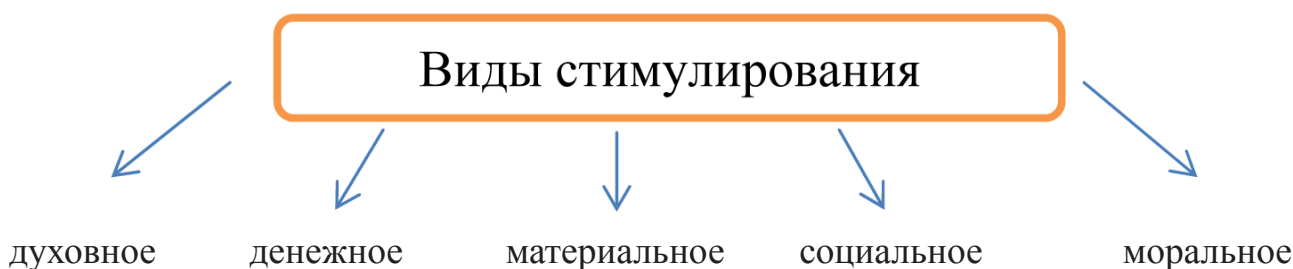 Виды стимулирования
духовное денежное материальное социальное моральное